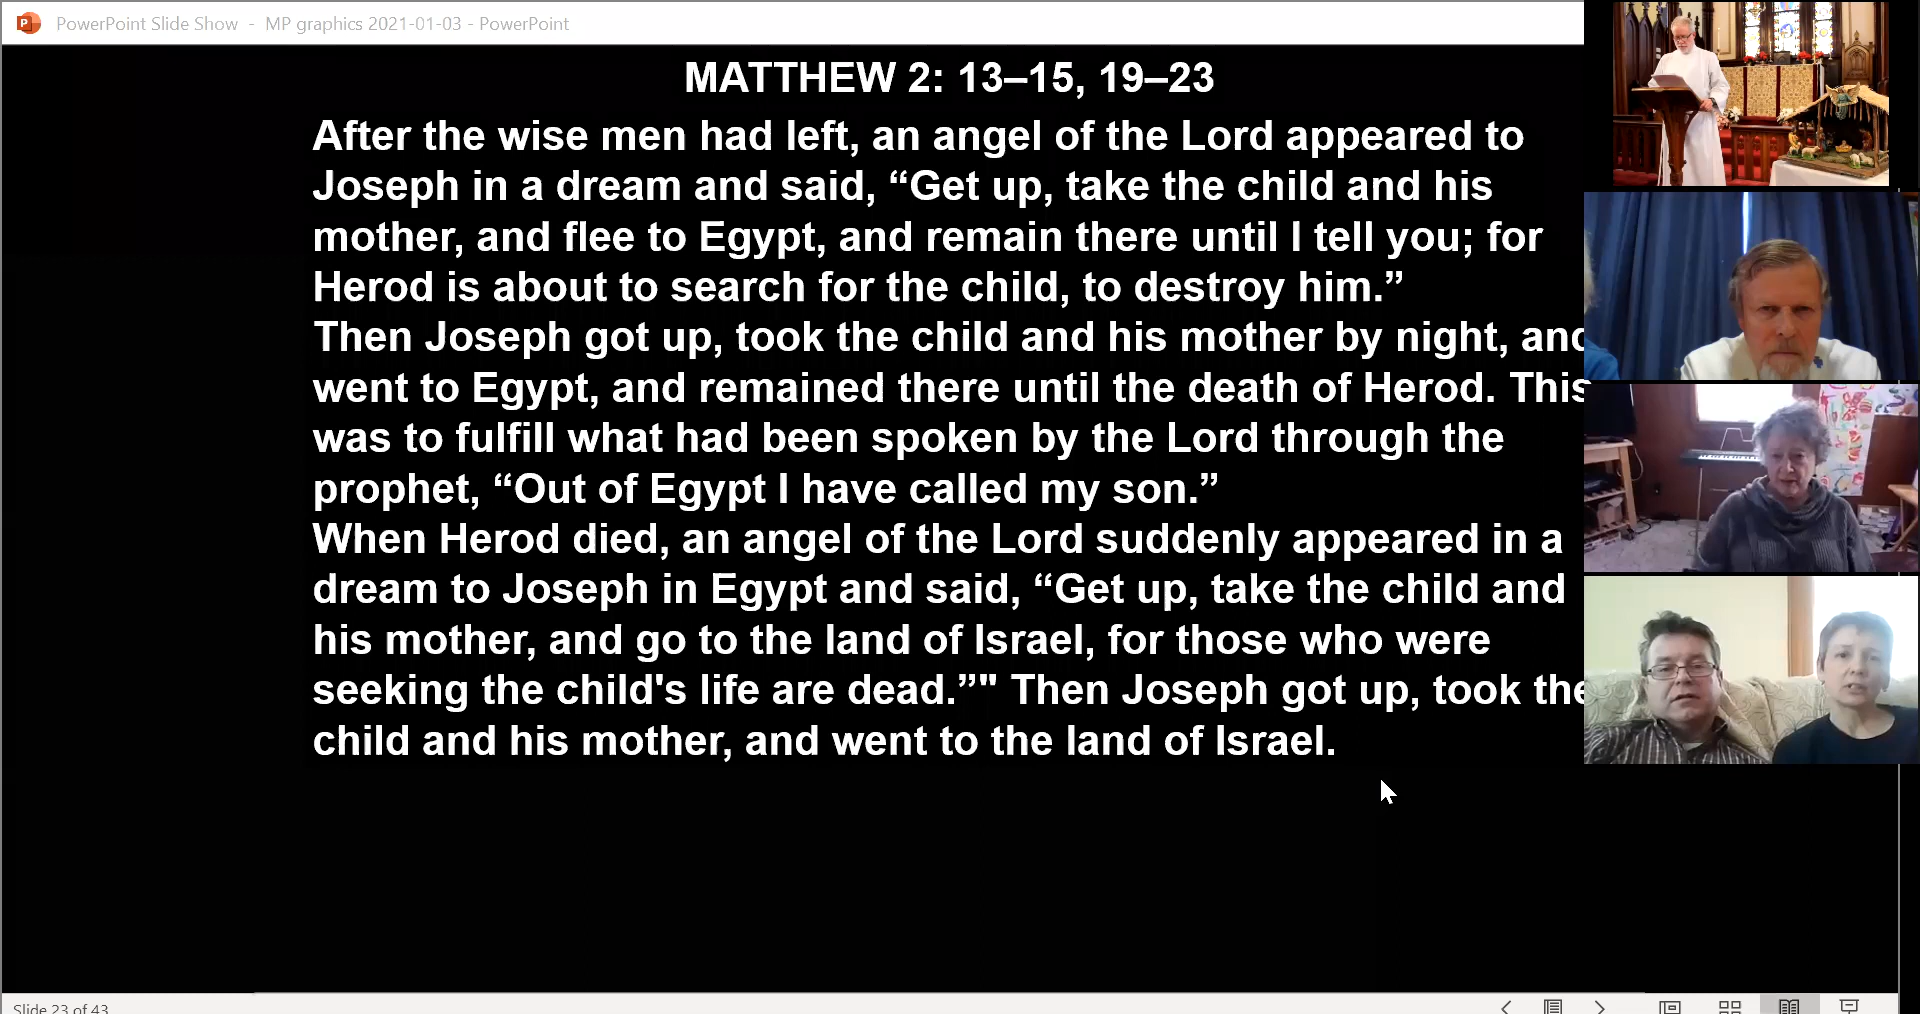 PowerPoint Slide Show - MP graphics 2021-01-03 - PowerPoint
MATTHEW 2: 13–15, 19–23
After the wise men had left, an angel of the Lord appeared to
Joseph in a dream and said, “Get up, take the child and his
mother, and flee to Egypt, and remain there until I tell you; for
Herod is about to search for the child, to destroy him.”
Then Joseph got up, took the child and his mother by night, and
went to Egypt, and remained there until the death of Herod. This
was to fulfill what had been spoken by the Lord through the
prophet, “Out of Egypt I have called my son.”
When Herod died, an angel of the Lord suddenly appeared in a
dream to Joseph in Egypt and said, “Get up, take the child and
his mother, and go to the land of Israel, for those who were
seeking the child's life are dead.”" Then Joseph got up, took the
child and his mother, and went to the land of Israel.
Slide 23 of 43